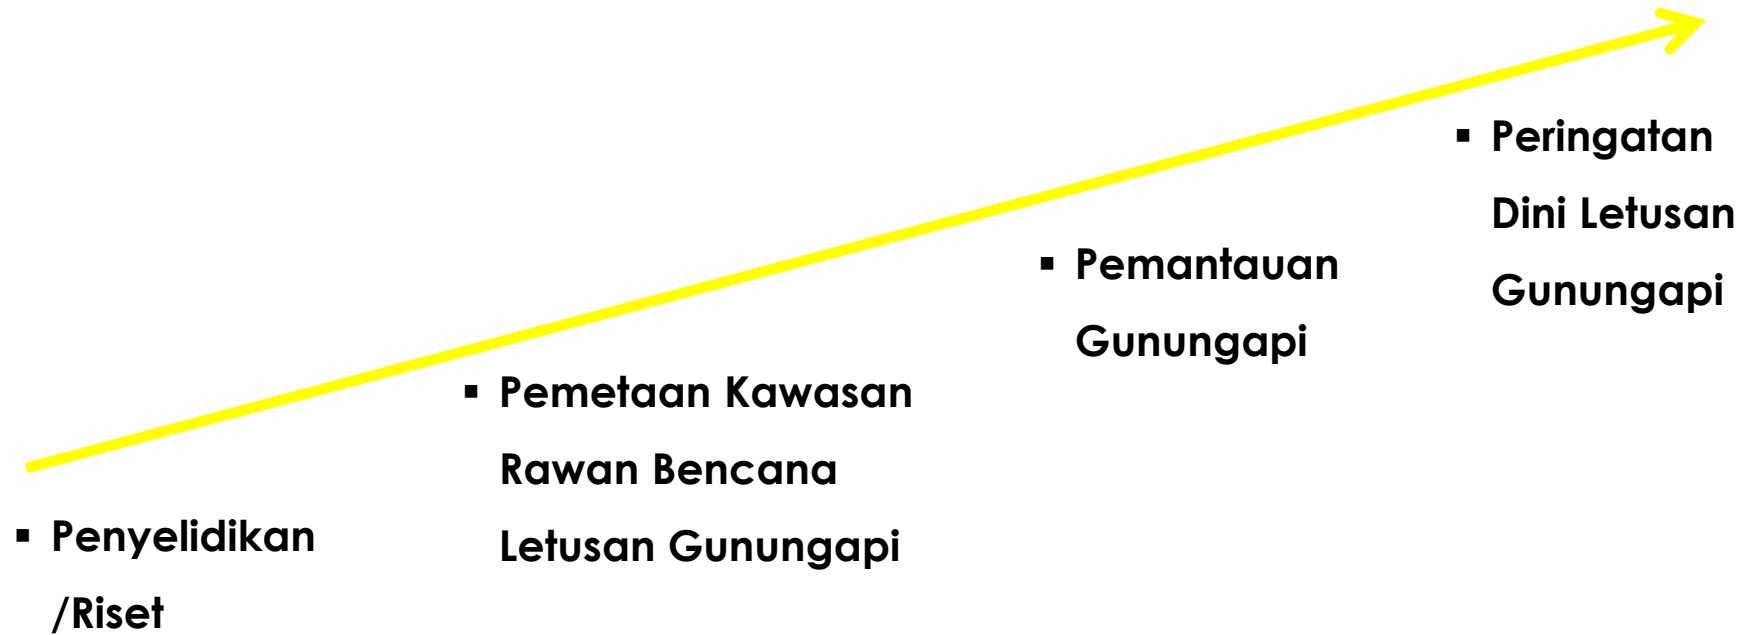 ▪ Penyelidikan
/Riset
▪ Pemetaan Kawasan
Rawan Bencana
Letusan Gunungapi
▪ Pemantauan
Gunungapi
▪ Peringatan
Dini Letusan
Gunungapi